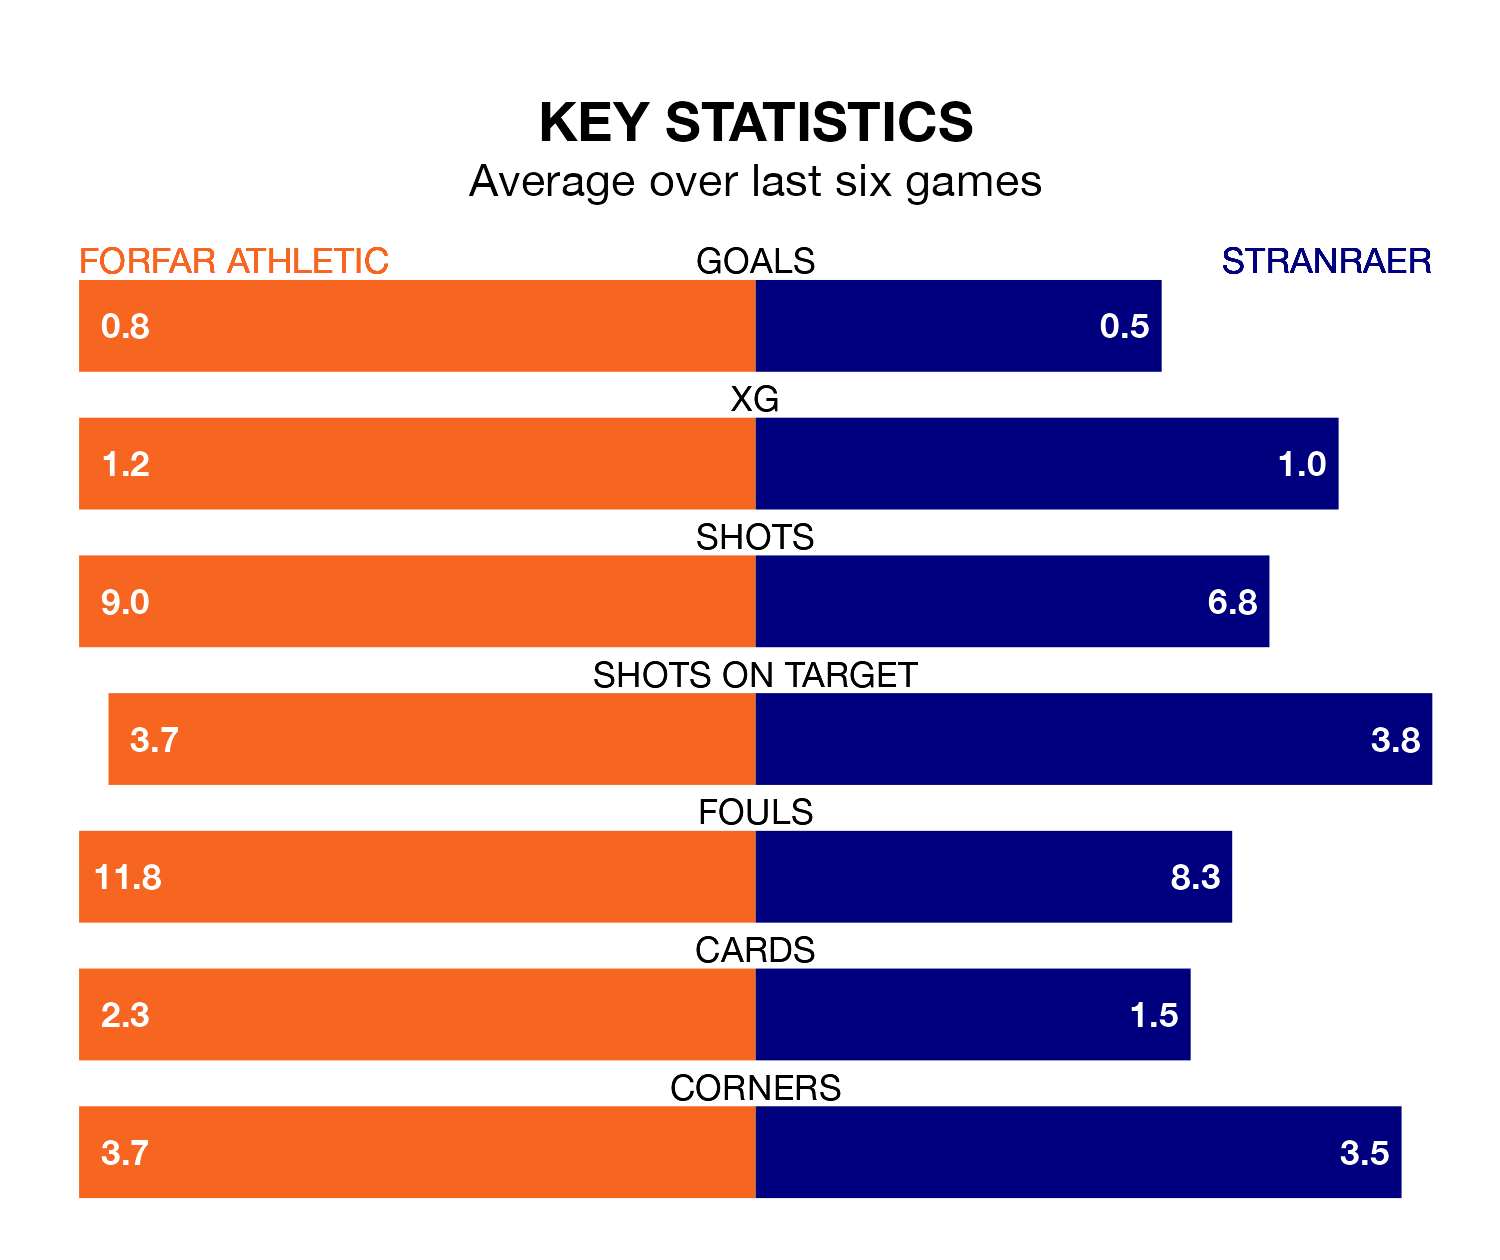 KEY STATISTICS
Average over last six games
FORFAR ATHLETIC GOALS STRANRAER
0.8 0.5
XG
1.2 1.0
SHOTS
9.0 6.8
SHOTS ON TARGET
3.7 3.8
FOULS
11.8 8.3
CARDS
2.3 1.5
CORNERS
3.7 3.5